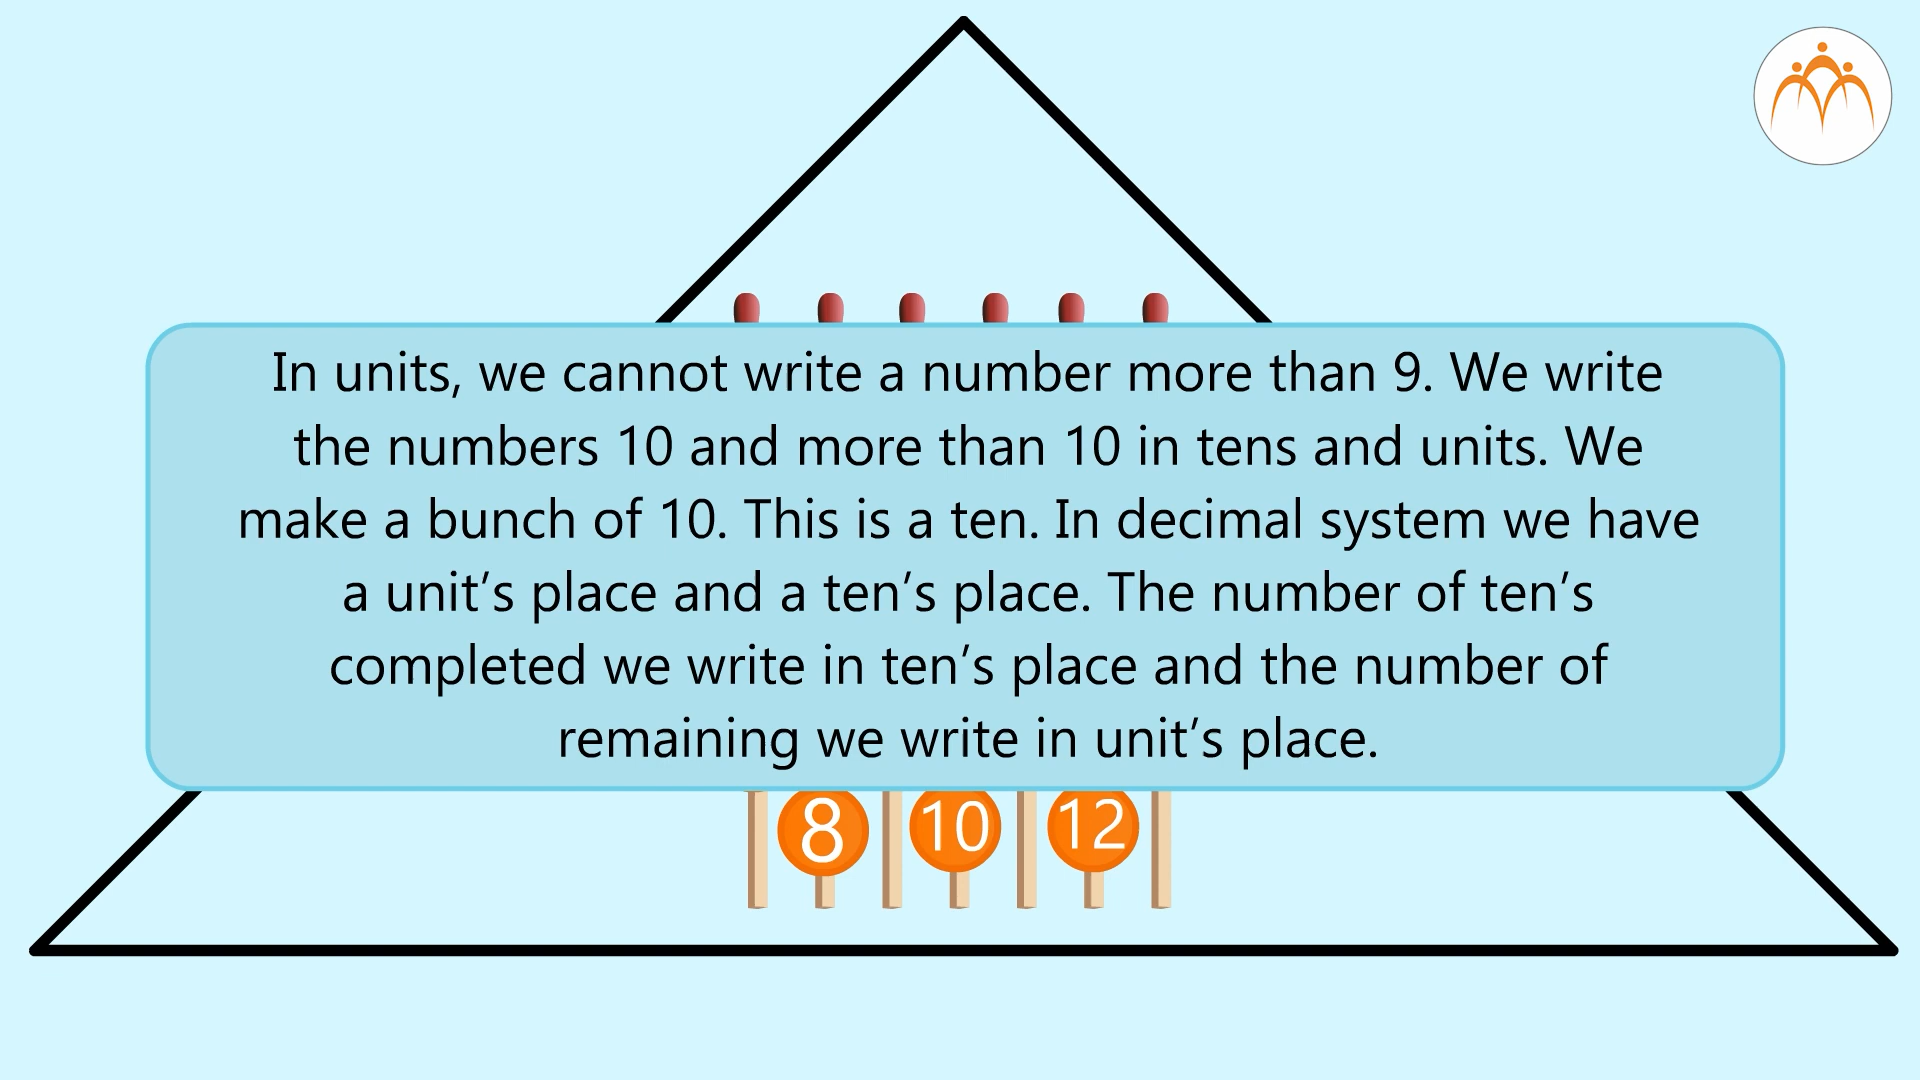 In units, we cannot write a number more than 9. We write
the numbers 10 and more than 10 in tens and units. We
make a bunch of 10. This is a ten. In decimal system we have
a unit’s place and a ten’s place. The number of ten’s
completed we write in ten’s place and the number of
remaining we write in unit’s place.
8 10 12